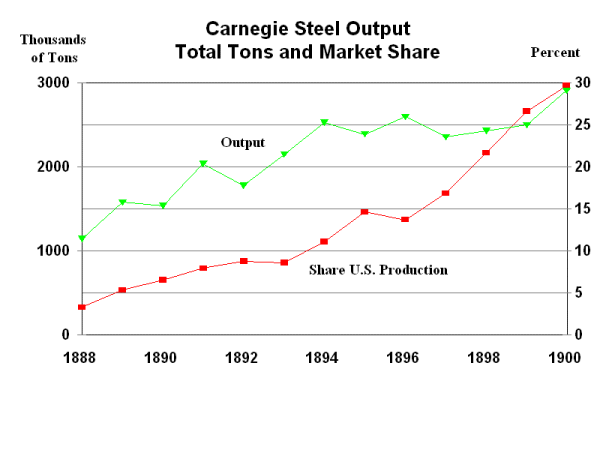 Carnegie Steel Output
Total Tons and Market Share
Thousands
of Tons
Percent
3000
30
25
Output
2000
20
15
1000
10
Share U.S. Production
5
0
0
1888
1890
1892
1894
1896
1898
1900